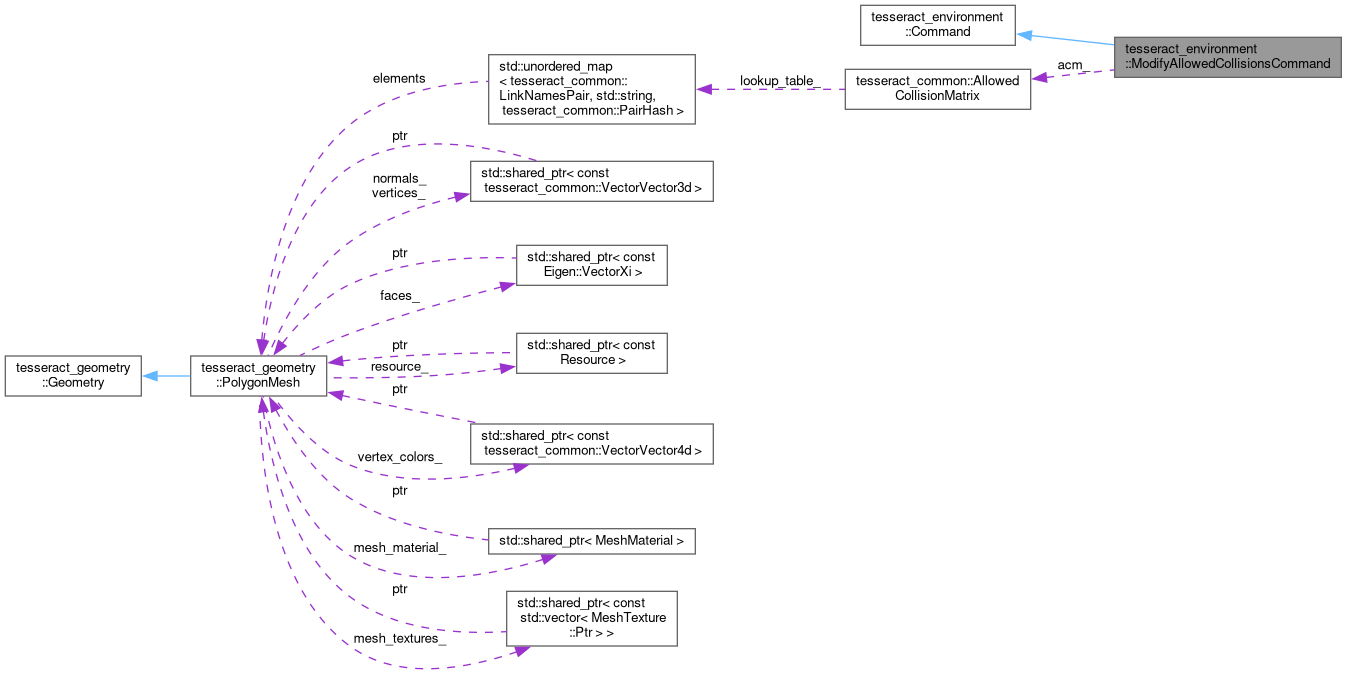 tesseract_environment
::Command
tesseract_environment
::ModifyAllowedCollisionsCommand
acm_
tesseract_common::Allowed
CollisionMatrix
lookup_table_
std::unordered_map
< tesseract_common::
LinkNamesPair, std::string,
tesseract_common::PairHash >
elements
ptr
std::shared_ptr< const
tesseract_common::VectorVector3d >
normals_
vertices_
ptr
std::shared_ptr< const
Eigen::VectorXi >
faces_
ptr
std::shared_ptr< const
Resource >
resource_
tesseract_geometry
::Geometry
tesseract_geometry
::PolygonMesh
ptr
std::shared_ptr< const
tesseract_common::VectorVector4d >
vertex_colors_
ptr
std::shared_ptr< MeshMaterial >
mesh_material_
ptr
std::shared_ptr< const
std::vector< MeshTexture
::Ptr > >
mesh_textures_